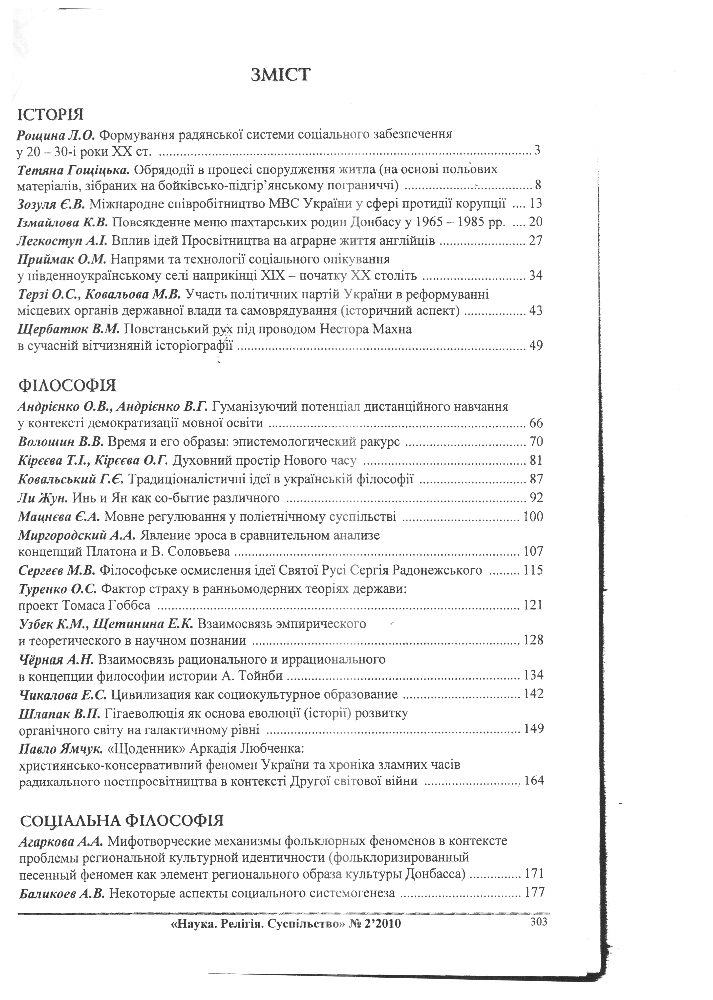 ЗМІСТ
ІСТОРІЯ
Рощина Л.О. Формування радянської системи соціального забезпечення
у 20 – 30-і роки ХХ ст. ........ 3
Тетяна Гощіцька. Обрядодії в процесі спорудження житла (на основі польових
матеріалів, зібраних на бойківсько-підгір’янському пограниччі) ........ 8
Зозуля Є.В. Міжнародне співробітництво МВС України у сфері протидії корупції .... 13
Ізмайлова К.В. Повсякденне меню шахтарських родин Донбасу у 1965 – 1985 рр. .... 20
Легкоступ А.І. Вплив ідей Просвітництва на аграрне життя англійців ........ 27
Приймак О.М. Напрями та технології соціального опікування
у південноукраїнському селі наприкінці ХІХ – початку ХХ століть ........ 34
Терзі О.С., Ковальова М.В. Участь політичних партій України в реформуванні
місцевих органів державної влади та самоврядування (історичний аспект) ........ 43
Щербатюк В.М. Повстанський рух під проводом Нестора Махна
в сучасній вітчизняній історіографії ........ 49
ФІЛОСОФІЯ
Андрієнко О.В., Андрієнко В.Г. Гуманізуючий потенціал дистанційного навчання
у контексті демократизації мовної освіти ........ 66
Волошин В.В. Время и его образы: эпистемологический ракурс ........ 70
Кірєєва Т.І., Кірєєва О.Г. Духовний простір Нового часу ........ 81
Ковальський Г.Є. Традиціоналістичні ідеї в українській філософії ........ 87
Ли Жун. Инь и Ян как со-бытие различного ........ 92
Мацнєва Є.А. Мовне регулювання у поліетнічному суспільстві ........ 100
Миргородский А.А. Явление эроса в сравнительном анализе
концепций Платона и В. Соловьева ........ 107
Сергеєв М.В. Філософське осмислення ідеї Святої Русі Сергія Радонежського ........ 115
Туренко О.С. Фактор страху в ранньомодерних теоріях держави:
проект Томаса Гоббса ........ 121
Узбек К.М., Щетинина Е.К. Взаимосвязь эмпирического
и теоретического в научном познании ........ 128
Чёрная А.Н. Взаимосвязь рационального и иррационального
в концепции философии истории А. Тойнби ........ 134
Чикалова Е.С. Цивилизация как социокультурное образование ........ 142
Шлапак В.П. Гігаеволюція як основа еволюції (історії) розвитку
органічного світу на галактичному рівні ........ 149
Павло Ямчук. «Щоденник» Аркадія Любченка:
християнсько-консервативний феномен України та хроніка зламних часів
радикального постпросвітництва в контексті Другої світової війни ........ 164
СОЦІАЛЬНА ФІЛОСОФІЯ
Агаркова А.А. Мифотворческие механизмы фольклорных феноменов в контексте
проблемы региональной культурной идентичности (фольклоризированный
песенный феномен как элемент регионального образа культуры Донбасса) ........ 171
Баликоев А.В. Некоторые аспекты социального системогенеза ........ 177
«Наука. Релігія. Суспільство» № 2’2010 303